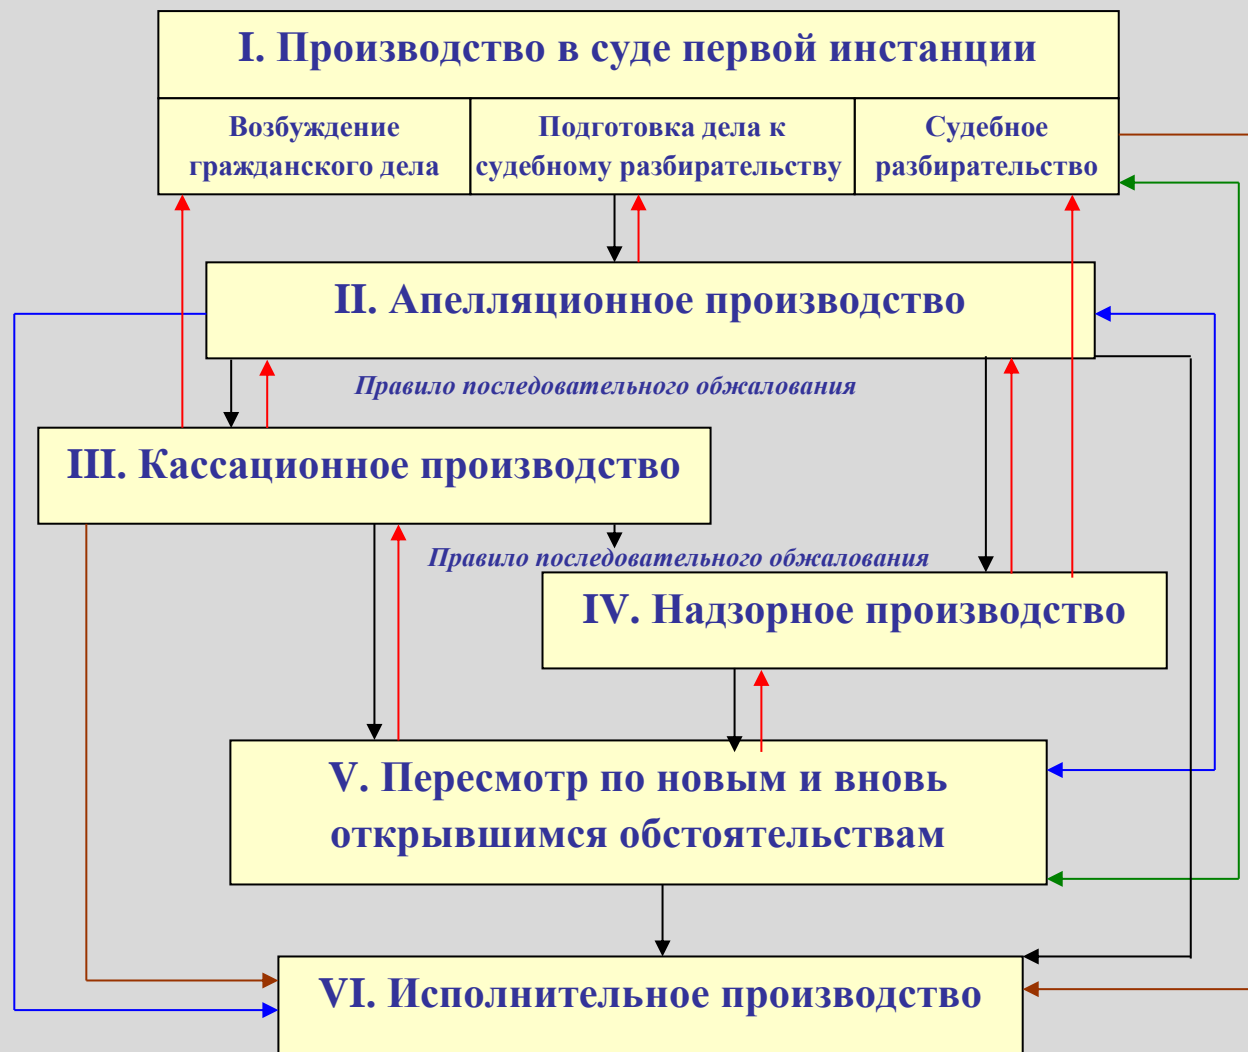 I. Производство в суде первой инстанции
Возбуждение
гражданского дела
Подготовка дела к
судебному разбирательству
Судебное
разбирательство
II. Апелляционное производство
Правило последовательного обжалования
III. Кассационное производство
Правило последовательного обжалования
IV. Надзорное производство
V. Пересмотр по новым и вновь
открывшимся обстоятельствам
VI. Исполнительное производство